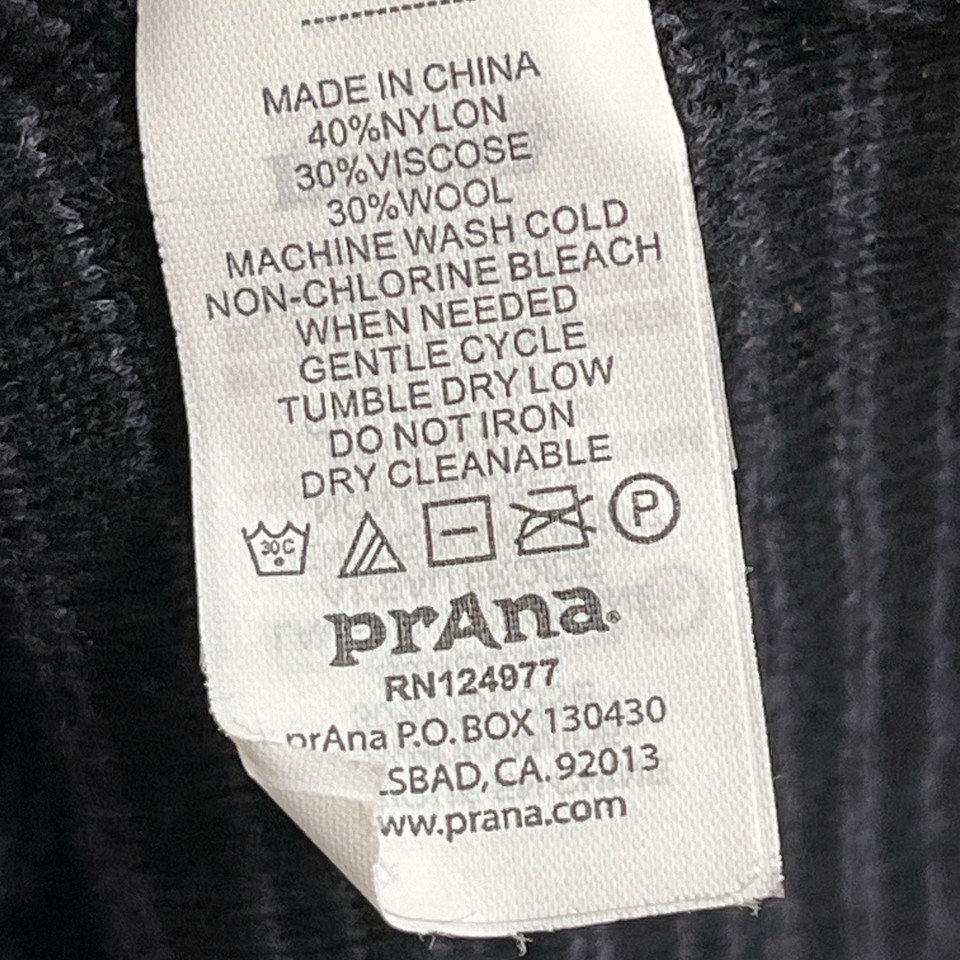 MADE IN CHINA
40%NYLON
30%VISCOSE
30%WOOL
MACHINE WASH COLD
NON-CHLORINE BLEACH
WHEN NEEDED
GENTLE CYCLE
TUMBLE DRY LOW
DO NOT IRON
DRY CLEANABLE
30C P
prAna®
RN124977
prAna P.O. BOX 130430
SBAD, CA. 92013
ww.prana.com